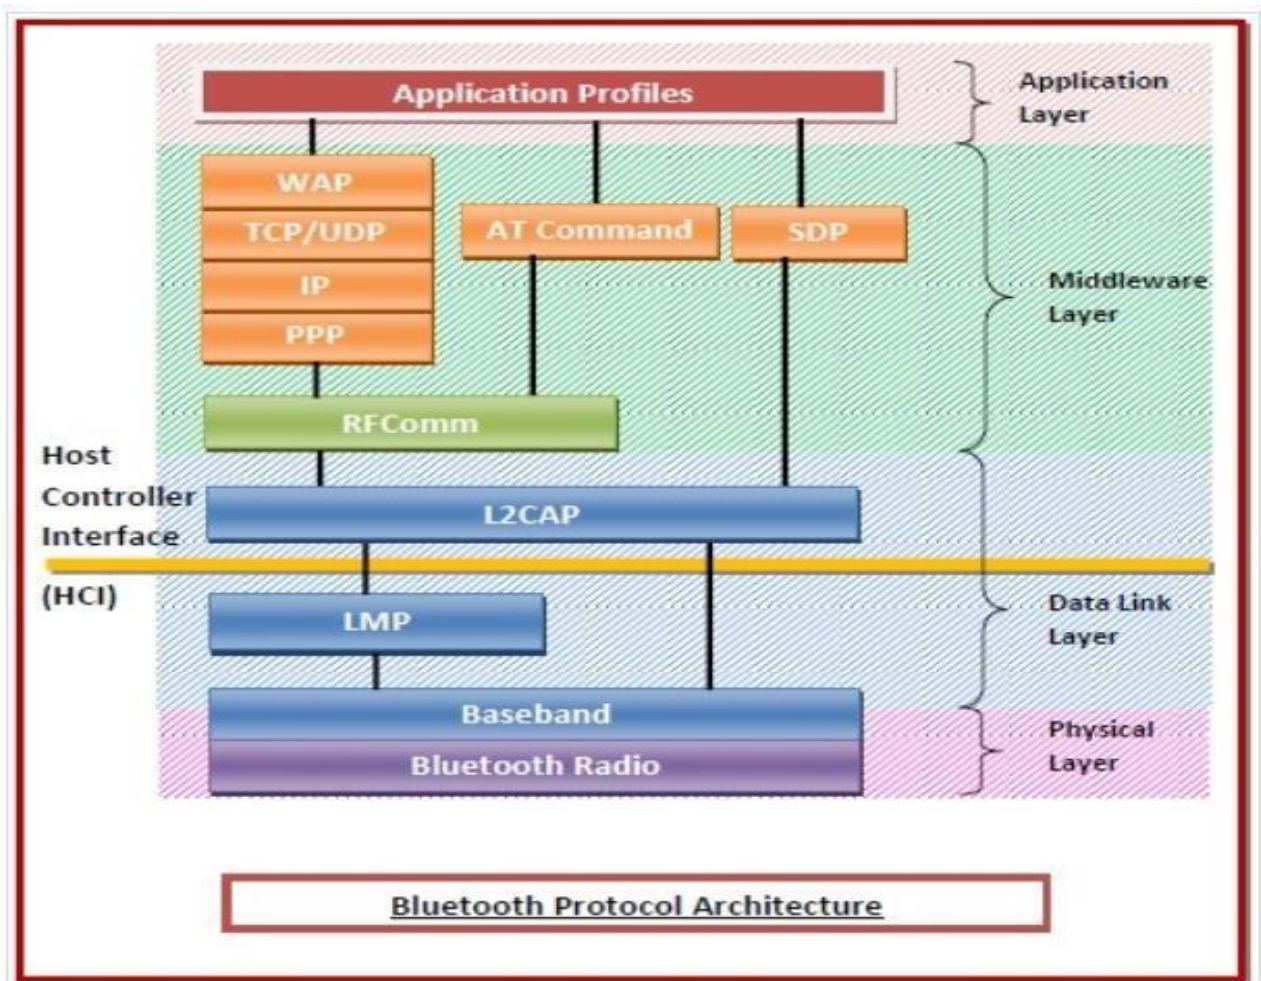 Application Profiles
Application
Layer
WAP
TCP/UDP
IP
PPP
AT Command
SDP
Middleware
Layer
RFComm
Host
Controller
Interface
(HCI)
L2CAP
LMP
Data Link
Layer
Baseband
Bluetooth Radio
Physical
Layer
Bluetooth Protocol Architecture